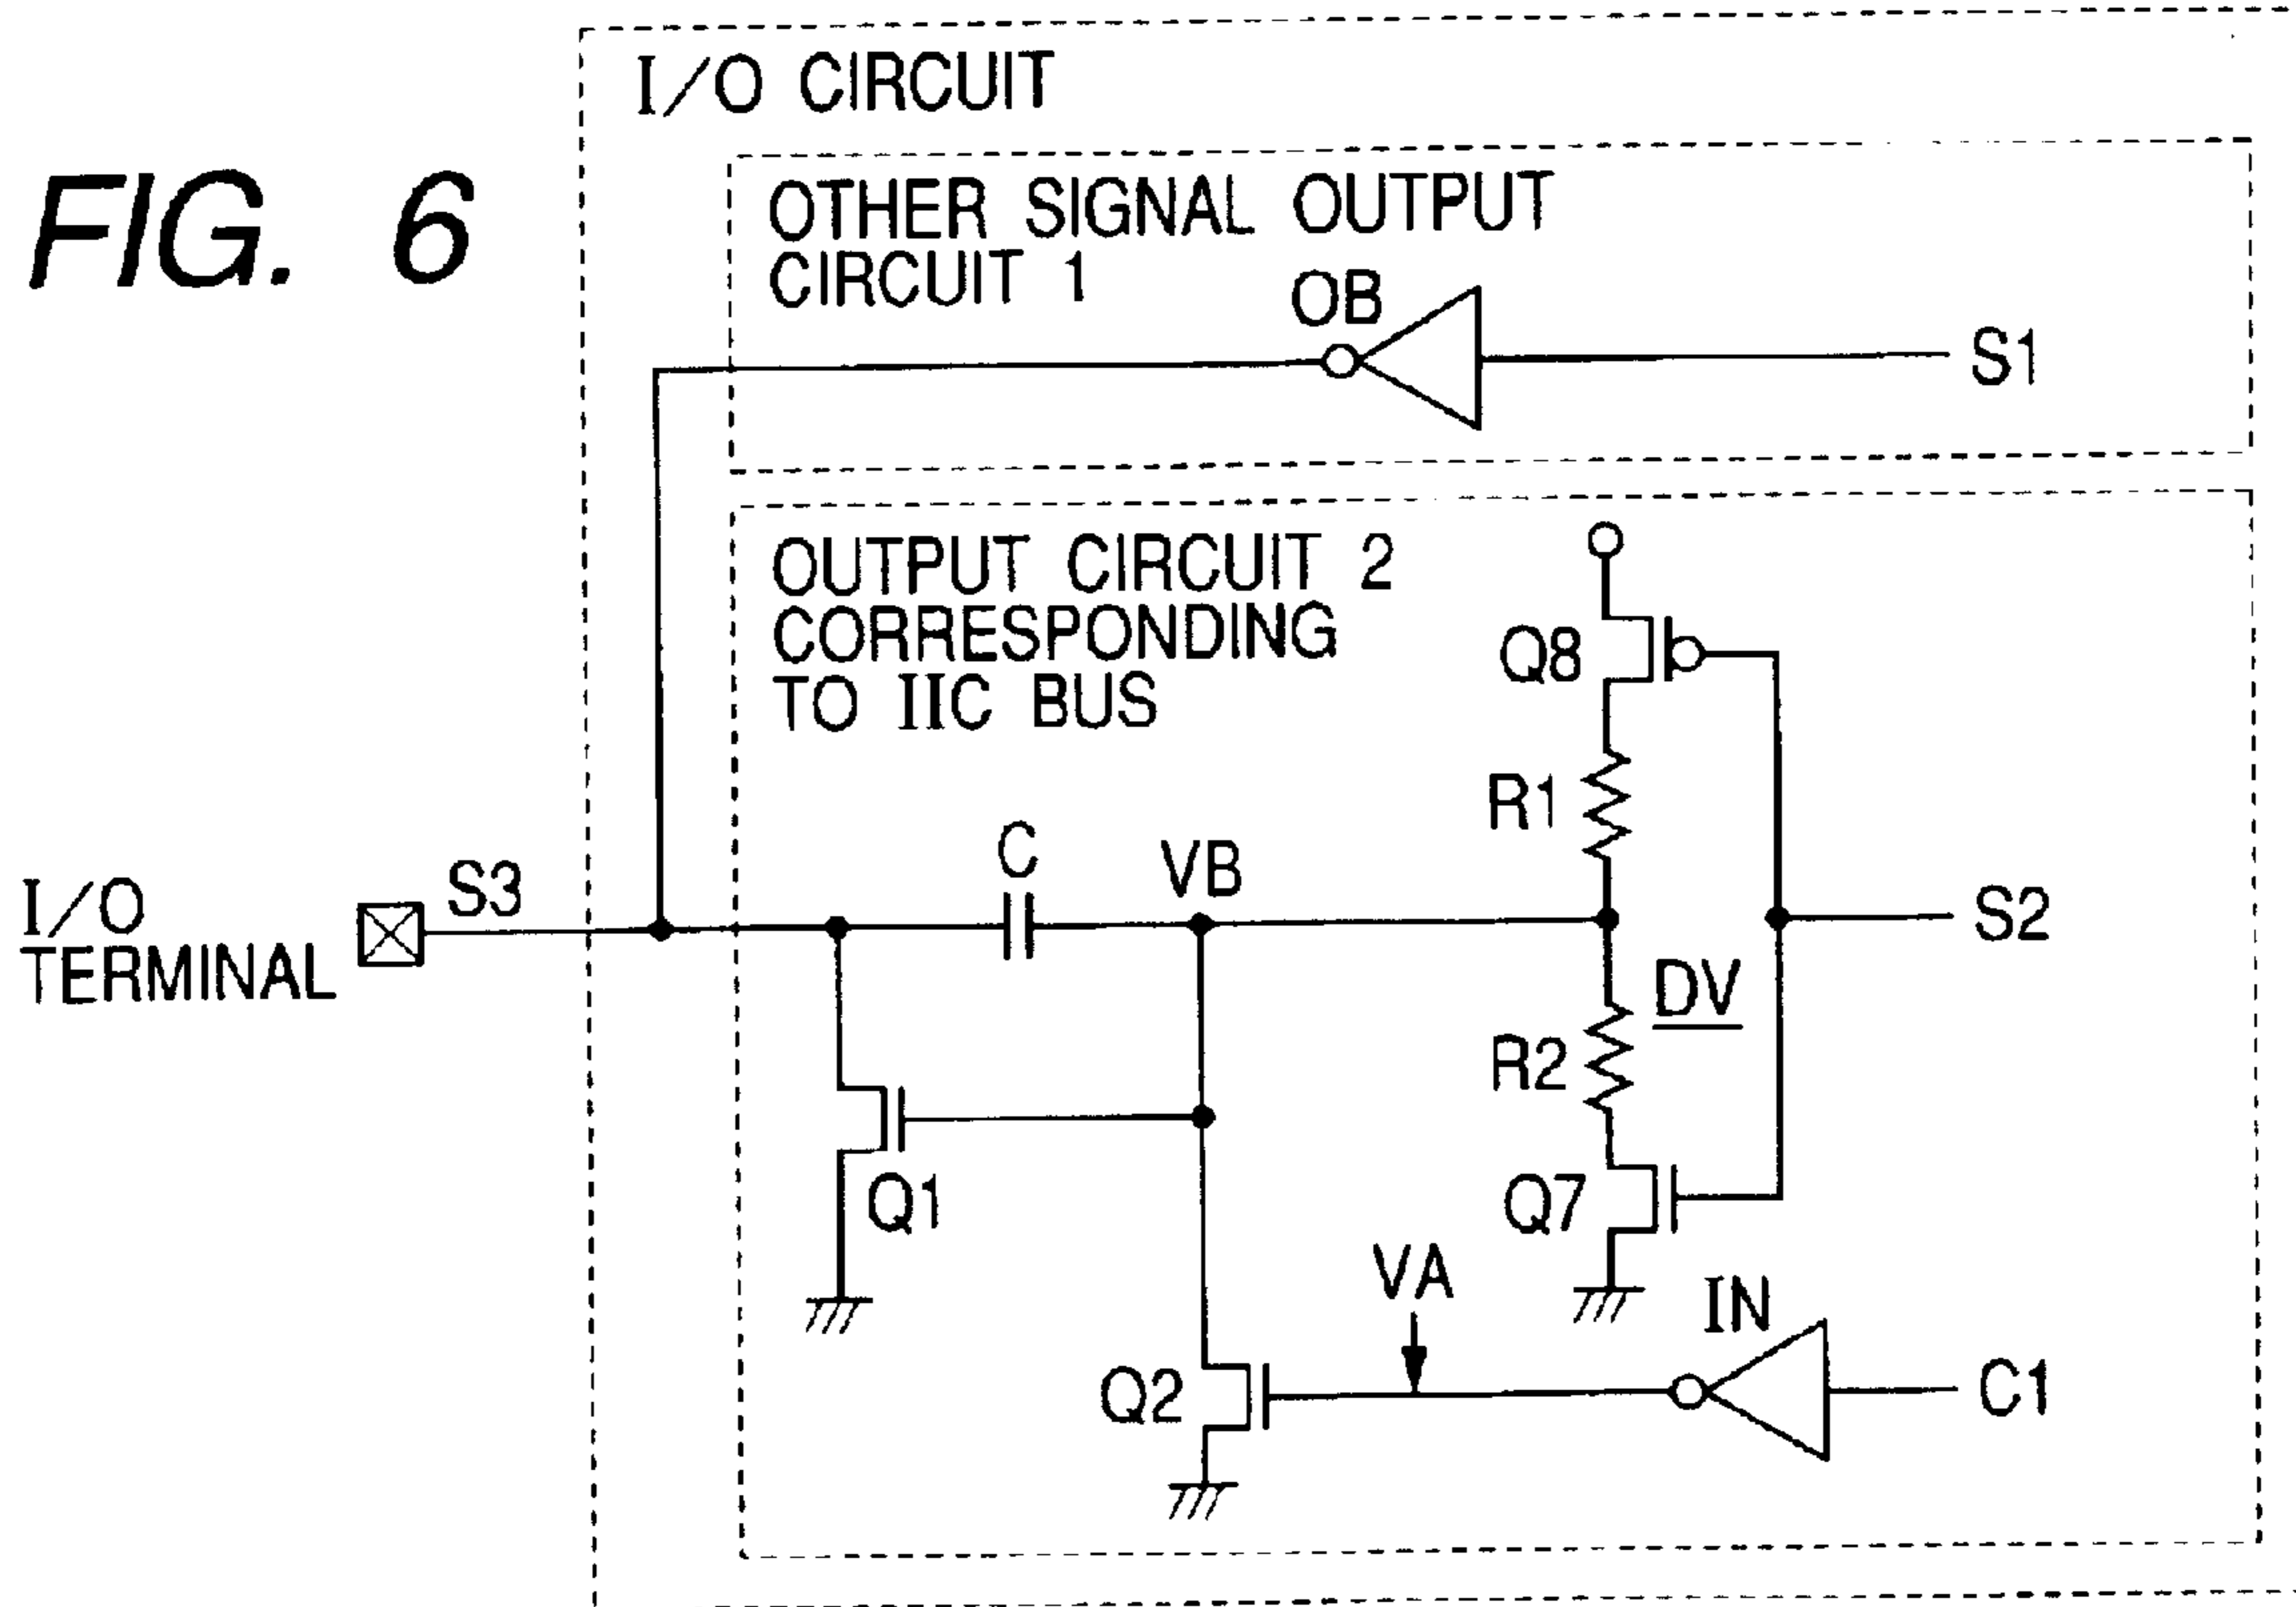 FIG. 6
I/O CIRCUIT
OTHER SIGNAL OUTPUT
CIRCUIT 1
OB
S1
OUTPUT CIRCUIT 2
CORRESPONDING
TO IIC BUS
Q8
R1
C
VB
S3
I/O
TERMINAL
S2
DV
R2
Q1
Q7
VA
IN
Q2
C1